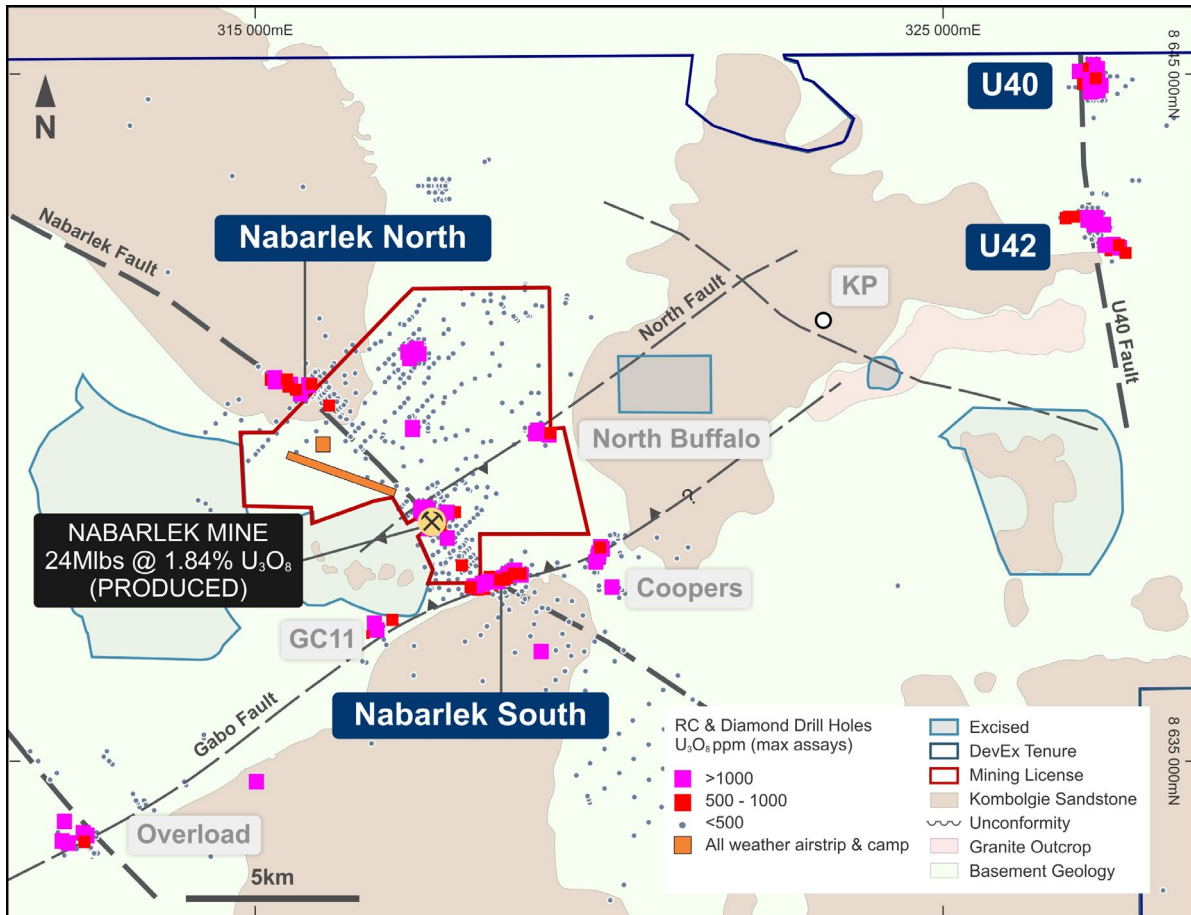 315 000mE
325 000mE
8 645 000mN
N
U40
Nabarlek Fault
Nabarlek North
U42
KP
North Fault
U40 Fault
North Buffalo
?
NABARLEK MINE
24Mlbs @ 1.84% U₃O₈
(PRODUCED)
Coopers
GC11
Nabarlek South
Gabo Fault
8 635 000mN
Overload
5km
RC & Diamond Drill Holes
U₃O₈ ppm (max assays)
>1000
500 - 1000
<500
All weather airstrip & camp
Excised
DevEx Tenure
Mining License
Kombolgie Sandstone
Unconformity
Granite Outcrop
Basement Geology